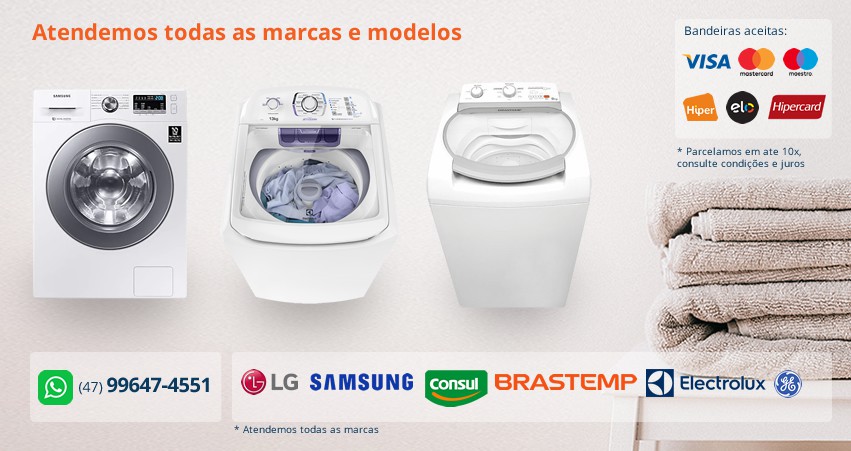 Atendemos todas as marcas e modelos
Bandeiras aceitas:
VISA
mastercard
maestro
Hiper
elo
Hipercard
* Parcelamos em ate 10x,
consulte condições e juros
SAMSUNG
(47) 99647-4551
LG SAMSUNG Consul BRASTEMP Electrolux GE
* Atendemos todas as marcas